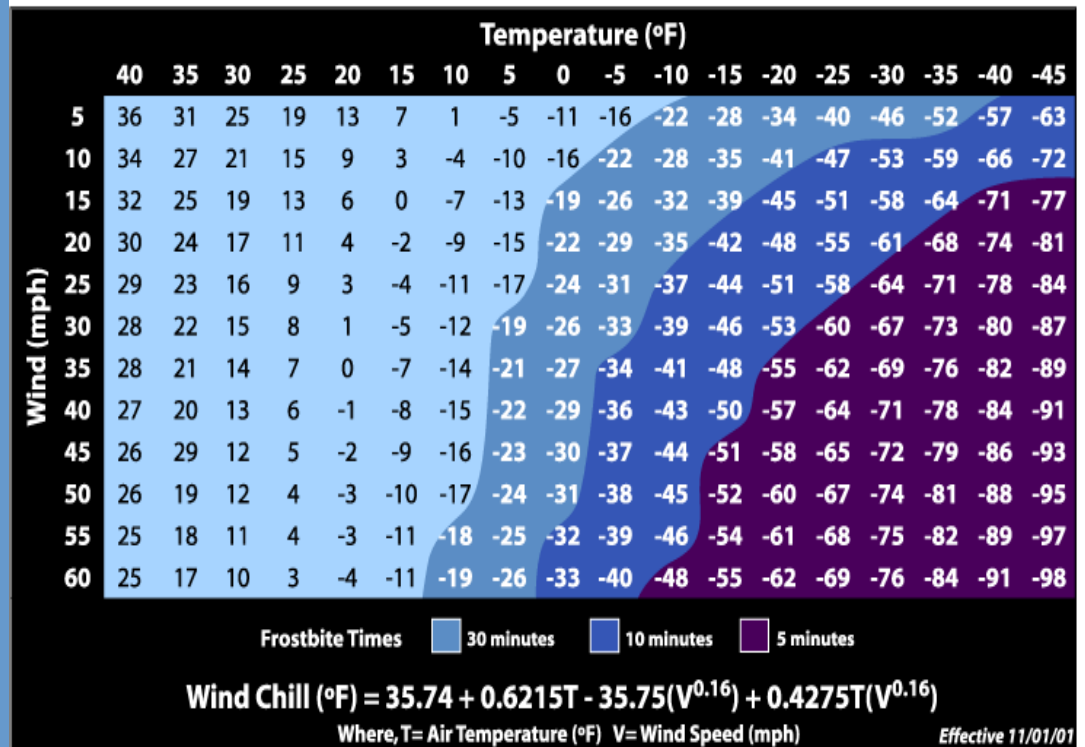 Temperature (ºF)
40 35 30 25 20 15 10 5 0 -5 -10 -15 -20 -25 -30 -35 -40 -45
5 36 31 25 19 13 7 1 -5 -11 -16 -22 -28 -34 -40 -46 -52 -57 -63
10 34 27 21 15 9 3 -4 -10 -16 -22 -28 -35 -41 -47 -53 -59 -66 -72
15 32 25 19 13 6 0 -7 -13 -19 -26 -32 -39 -45 -51 -58 -64 -71 -77
20 30 24 17 11 4 -2 -9 -15 -22 -29 -35 -42 -48 -55 -61 -68 -74 -81
25 29 23 16 9 3 -4 -11 -17 -24 -31 -37 -44 -51 -58 -64 -71 -78 -84
30 28 22 15 8 1 -5 -12 -19 -26 -33 -39 -46 -53 -60 -67 -73 -80 -87
35 28 21 14 7 0 -7 -14 -21 -27 -34 -41 -48 -55 -62 -69 -76 -82 -89
40 27 20 13 6 -1 -8 -15 -22 -29 -36 -43 -50 -57 -64 -71 -78 -84 -91
45 26 29 12 5 -2 -9 -16 -23 -30 -37 -44 -51 -58 -65 -72 -79 -86 -93
50 26 19 12 4 -3 -10 -17 -24 -31 -38 -45 -52 -60 -67 -74 -81 -88 -95
55 25 18 11 4 -3 -11 -18 -25 -32 -39 -46 -54 -61 -68 -75 -82 -89 -97
60 25 17 10 3 -4 -11 -19 -26 -33 -40 -48 -55 -62 -69 -76 -84 -91 -98
Wind (mph)
Frostbite Times 30 minutes 10 minutes 5 minutes
Wind Chill (ºF) = 35.74 + 0.6215T - 35.75(V^0.16) + 0.4275T(V^0.16)
Where, T= Air Temperature (ºF) V= Wind Speed (mph)
Effective 11/01/01